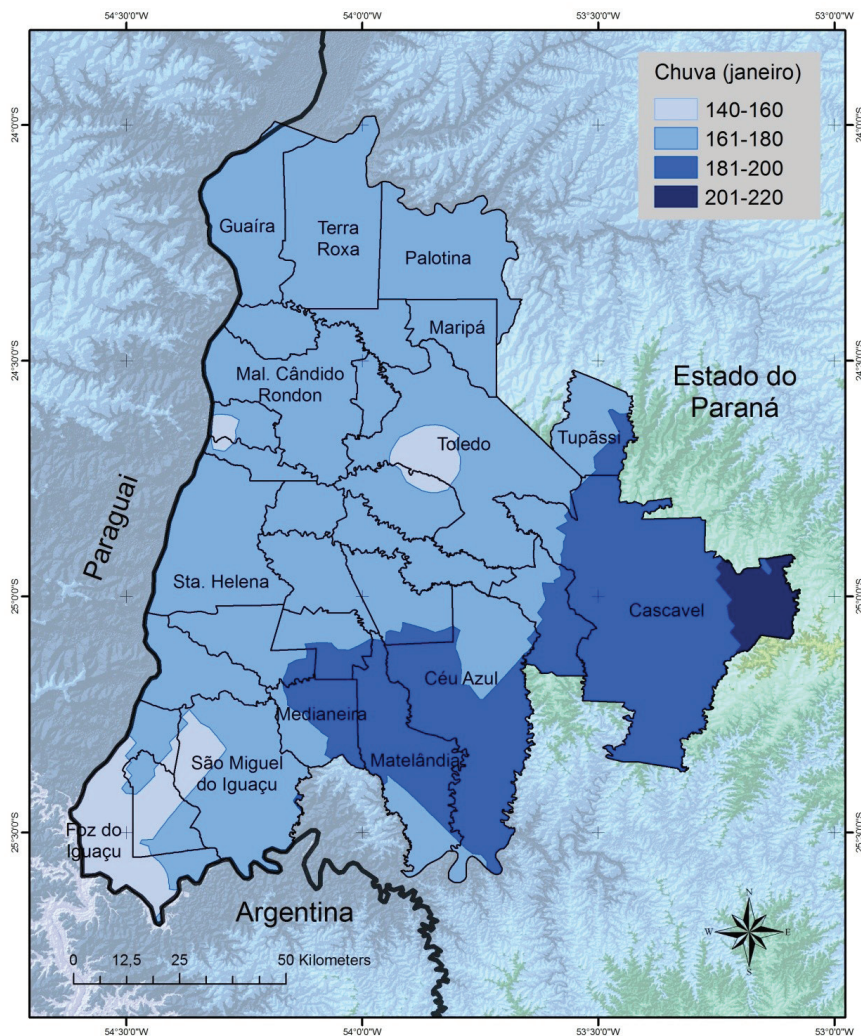 54°30'0"W
54°0'0"W
53°30'0"W
53°0'0"W
Chuva (janeiro)
140-160
161-180
181-200
201-220
24°0'0"S
24°0'0"S
Guaíra
Terra
Roxa
Palotina
Maripá
24°30'0"S
24°30'0"S
Mal. Cândido
Rondon
Estado do
Paraná
Toledo
Tupãssi
Paraguai
Sta. Helena
25°0'0"S
25°0'0"S
Cascavel
Céu Azul
Medianeira
São Miguel
do Iguaçu
Matelândia
Foz do
Iguaçu
25°30'0"S
25°30'0"S
Argentina
N
W
E
S
0 12,5 25 50 Kilometers
54°30'0"W
54°0'0"W
53°30'0"W
53°0'0"W